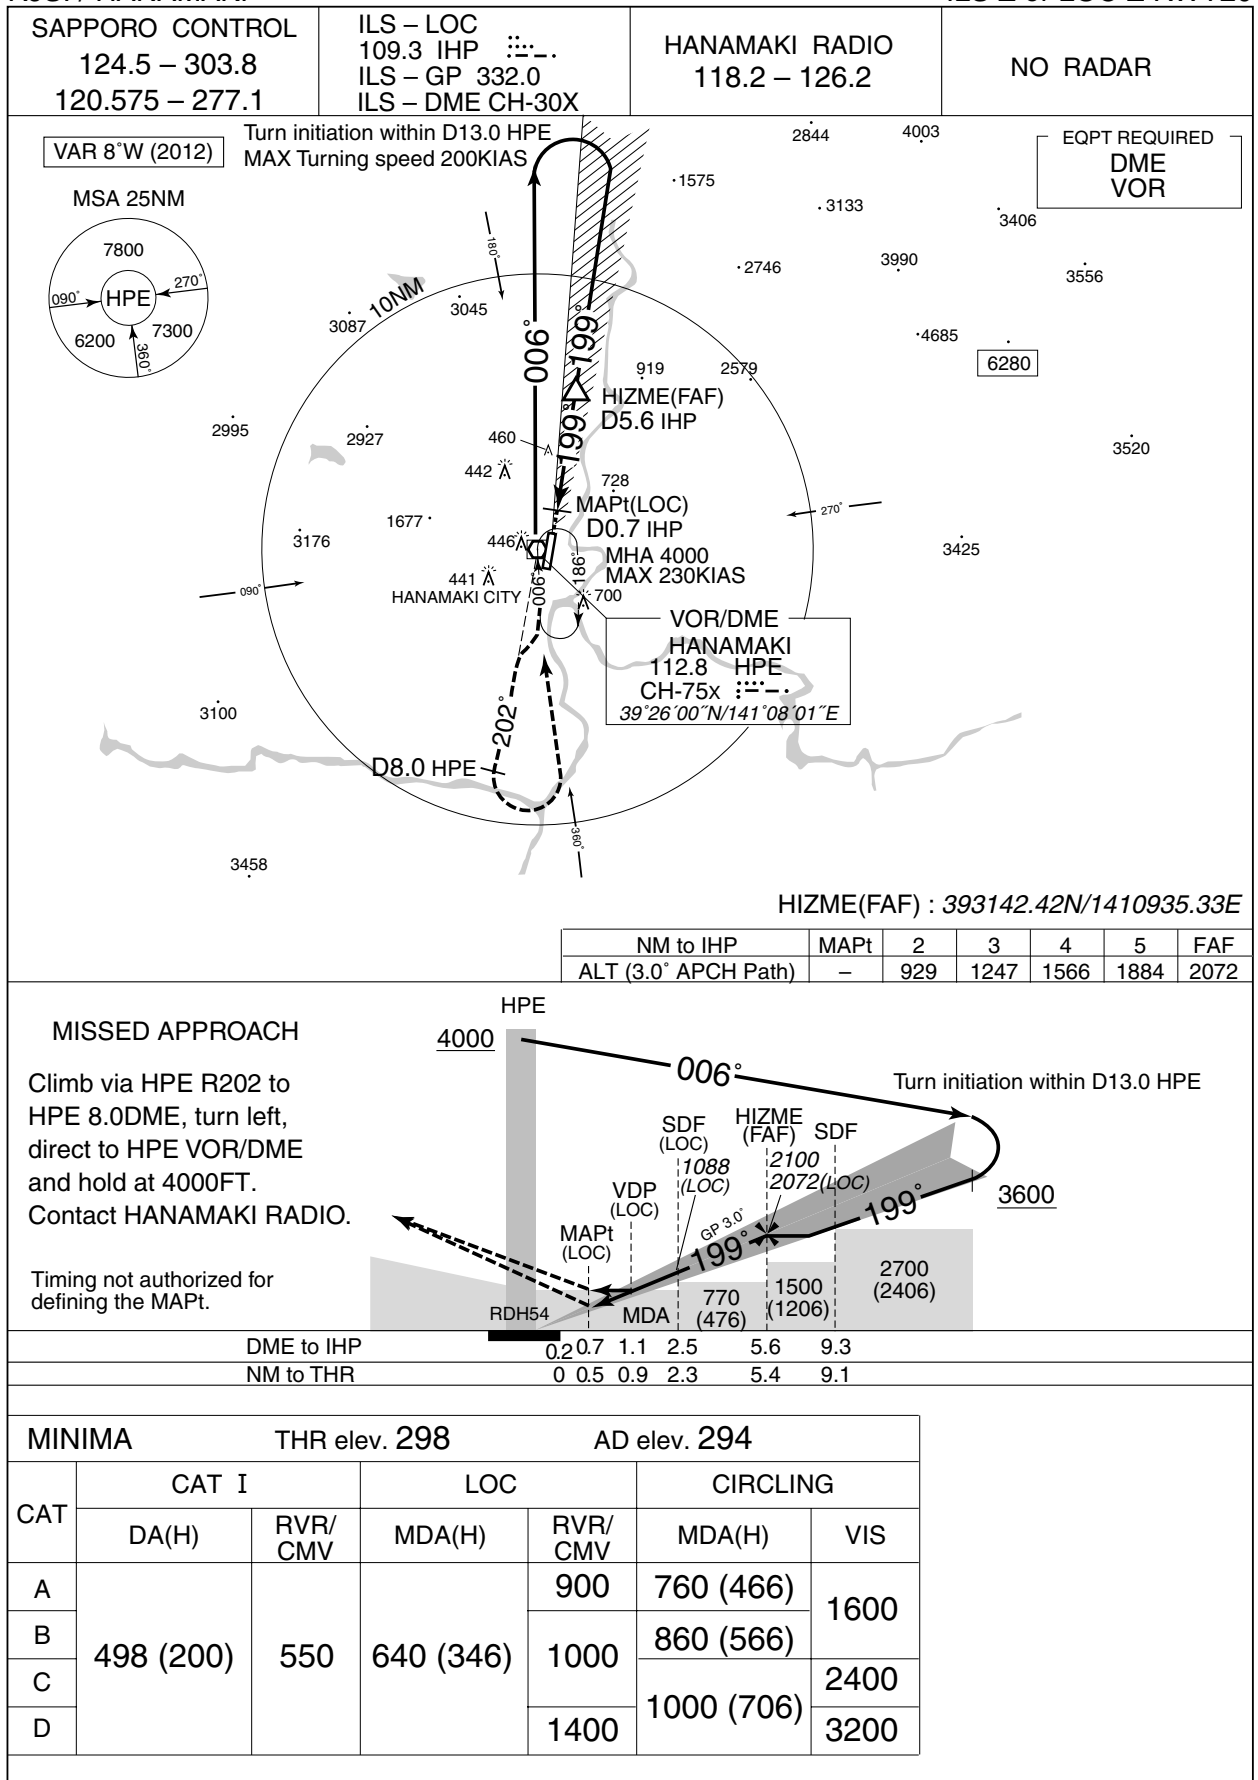 SAPPORO CONTROL
124.5 – 303.8
120.575 – 277.1
ILS – LOC
109.3 IHP
ILS – GP 332.0
ILS – DME CH-30X
HANAMAKI RADIO
118.2 – 126.2
NO RADAR
VAR 8˚W (2012)
Turn initiation within D13.0 HPE
MAX Turning speed 200KIAS
EQPT REQUIRED
DME
VOR
MSA 25NM
7800
090˚
HPE
270˚
6200
7300
360˚
2844
4003
1575
3133
3406
2746
3990
3556
180˚
10NM
3045
3087
006˚
199˚
4685
6280
919
2579
HIZME(FAF)
D5.6 IHP
199˚
2995
2927
460
442
3520
728
MAPt(LOC)
D0.7 IHP
1677
3176
446
270˚
3425
MHA 4000
MAX 230KIAS
186˚
006˚
441
HANAMAKI CITY
090˚
700
VOR/DME
HANAMAKI
112.8 HPE
CH-75x
39˚26´00˝N/141˚08´01˝E
3100
202˚
D8.0 HPE
360˚
3458
HIZME(FAF) : 393142.42N/1410935.33E
NM to IHP MAPt 2 3 4 5 FAF
ALT (3.0˚ APCH Path) – 929 1247 1566 1884 2072
MISSED APPROACH
Climb via HPE R202 to
HPE 8.0DME, turn left,
direct to HPE VOR/DME
and hold at 4000FT.
Contact HANAMAKI RADIO.
Timing not authorized for
defining the MAPt.
HPE
4000
006˚
Turn initiation within D13.0 HPE
SDF
(LOC)
HIZME
(FAF)
SDF
1088
(LOC)
2100
2072(LOC)
VDP
(LOC)
MAPt
(LOC)
GP 3.0˚
199˚
199˚
3600
RDH54
MDA
770
(476)
1500
(1206)
2700
(2406)
DME to IHP 0.2 0.7 1.1 2.5 5.6 9.3
NM to THR 0 0.5 0.9 2.3 5.4 9.1
MINIMA THR elev. 298 AD elev. 294
CAT CAT I LOC CIRCLING
DA(H) RVR/CMV MDA(H) RVR/CMV MDA(H) VIS
A 498 (200) 550 640 (346) 900 760 (466) 1600
B 1000 860 (566)
C 1000 (706) 2400
D 1400 3200